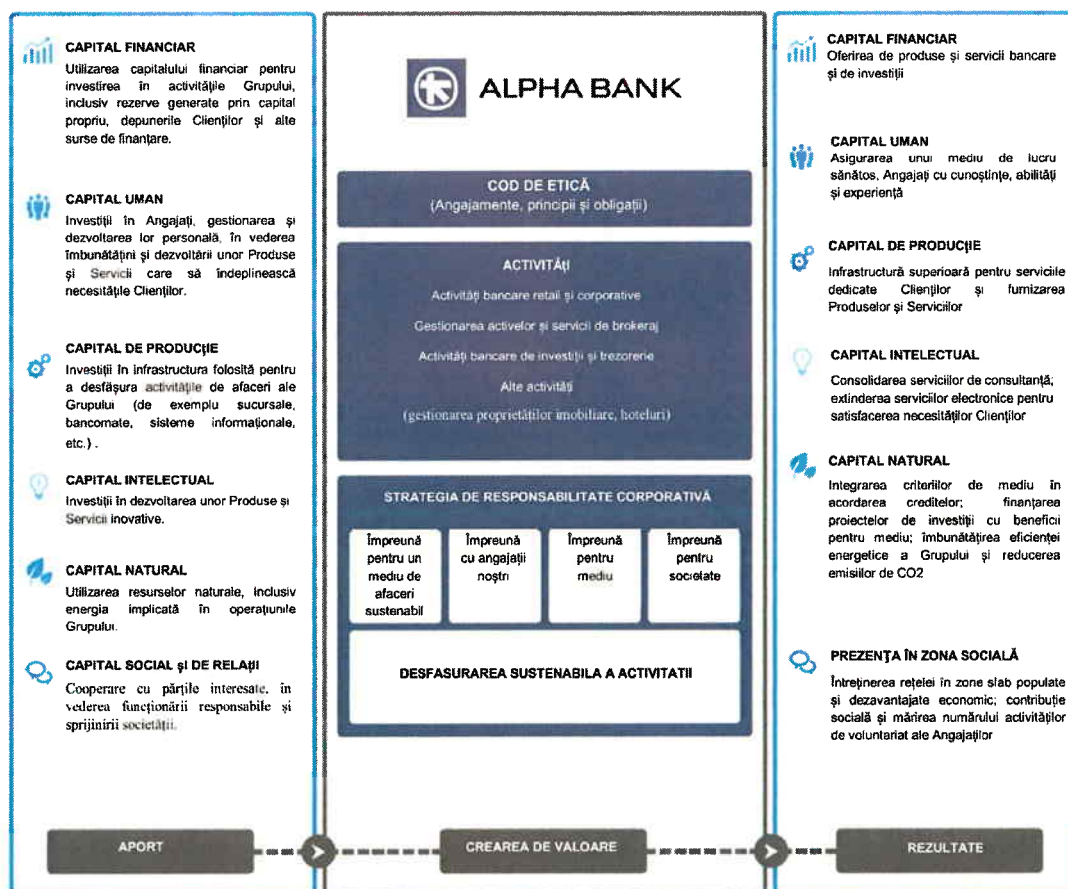 CAPITAL FINANCIAR
Utilizarea capitalului financiar pentru
investirea în activitățile Grupului,
inclusiv rezerve generate prin capital
propriu, depunerile Clienților și alte
surse de finanțare.
CAPITAL UMAN
Investiții în Angajați, gestionarea și
dezvoltarea lor personală, în vederea
îmbunătățirii și dezvoltării unor Produse
și Servicii care să îndeplinească
necesitățile Clienților.
CAPITAL DE PRODUCȚIE
Investiții în infrastructura folosită pentru
a desfășura activitățile de afaceri ale
Grupului (de exemplu sucursale,
bancomate, sisteme informaționale,
etc.) .
CAPITAL INTELECTUAL
Investiții în dezvoltarea unor Produse și
Servicii inovative.
CAPITAL NATURAL
Utilizarea resurselor naturale, inclusiv
energia implicată în operațiunile
Grupului.
CAPITAL SOCIAL și DE RELAȚII
Cooperare cu părțile interesate, în
vederea funcționării responsabile și
sprijinirii societății.
APORT
ALPHA BANK
COD DE ETICĂ
(Angajamente, principii și obligații)
ACTIVITĂȚI
Activități bancare retail și corporative
Gestionarea activelor și servicii de brokeraj
Activități bancare de investiții și trezorerie
Alte activități
(gestionarea proprietăților imobiliare, hoteluri)
STRATEGIA DE RESPONSABILITATE CORPORATIVĂ
Împreună
pentru un
mediu de
afaceri
sustenabil
Împreună
cu angajații
noștri
Împreună
pentru
mediu
Împreună
pentru
societate
DESFASURAREA SUSTENABILA A ACTIVITATII
CREAREA DE VALOARE
CAPITAL FINANCIAR
Oferirea de produse și servicii bancare
și de investiții
CAPITAL UMAN
Asigurarea unui mediu de lucru
sănătos, Angajați cu cunoștințe, abilități
și experiență
CAPITAL DE PRODUCȚIE
Infrastructură superioară pentru serviciile
dedicate Clienților și furnizarea
Produselor și Serviciilor
CAPITAL INTELECTUAL
Consolidarea serviciilor de consultanță;
extinderea serviciilor electronice pentru
satisfacerea necesităților Clienților
CAPITAL NATURAL
Integrarea criteriilor de mediu în
acordarea creditelor; finanțarea
proiectelor de investiții cu beneficii
pentru mediu; îmbunătățirea eficienței
energetice a Grupului și reducerea
emisiilor de CO2
PREZENȚA ÎN ZONA SOCIALĂ
Întreținerea rețelei în zone slab populate
și dezavantajate economic; contribuție
socială și mărirea numărului activităților
de voluntariat ale Angajaților
REZULTATE